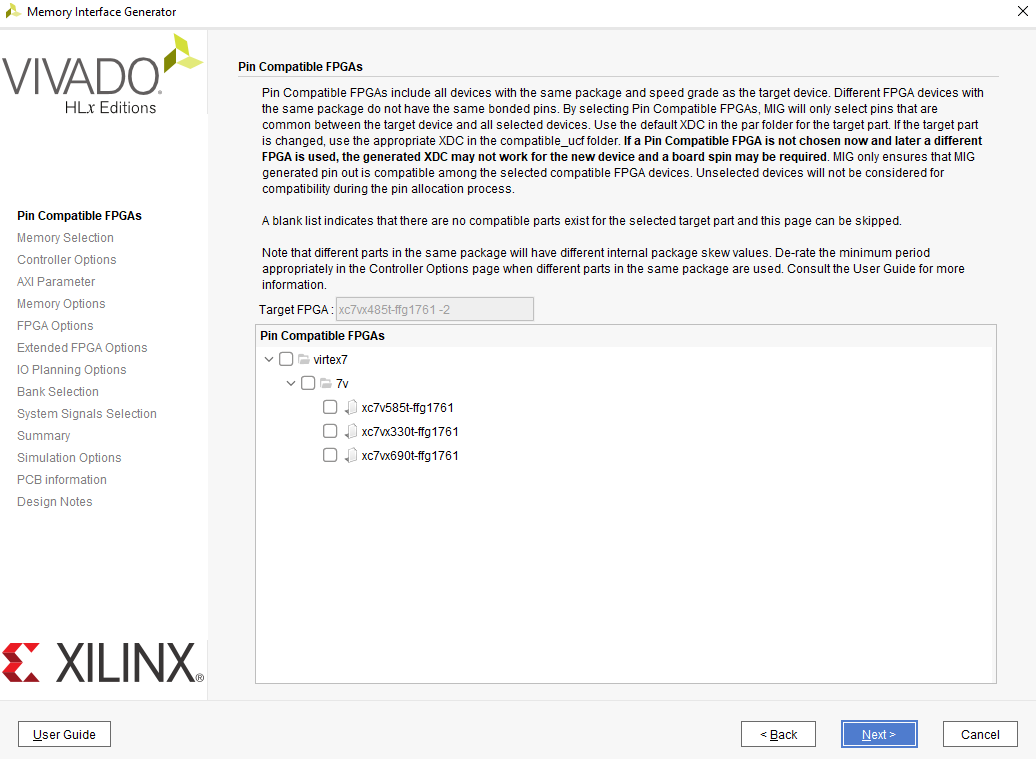 Memory Interface Generator
VIVADO.
HLx Editions
Pin Compatible FPGAs
Memory Selection
Controller Options
AXI Parameter
Memory Options
FPGA Options
Extended FPGA Options
IO Planning Options
Bank Selection
System Signals Selection
Summary
Simulation Options
PCB information
Design Notes
XILINX®
Pin Compatible FPGAs
Pin Compatible FPGAs include all devices with the same package and speed grade as the target device. Different FPGA devices with
the same package do not have the same bonded pins. By selecting Pin Compatible FPGAs, MIG will only select pins that are
common between the target device and all selected devices. Use the default XDC in the par folder for the target part. If the target part
is changed, use the appropriate XDC in the compatible_ucf folder. If a Pin Compatible FPGA is not chosen now and later a different
FPGA is used, the generated XDC may not work for the new device and a board spin may be required. MIG only ensures that MIG
generated pin out is compatible among the selected compatible FPGA devices. Unselected devices will not be considered for
compatibility during the pin allocation process.
A blank list indicates that there are no compatible parts exist for the selected target part and this page can be skipped.
Note that different parts in the same package will have different internal package skew values. De-rate the minimum period
appropriately in the Controller Options page when different parts in the same package are used. Consult the User Guide for more
information.
Target FPGA : xc7vx485t-ffg1761 -2
Pin Compatible FPGAs
virtex7
7v
xc7v585t-ffg1761
xc7vx330t-ffg1761
xc7vx690t-ffg1761
User Guide
< Back
Next >
Cancel